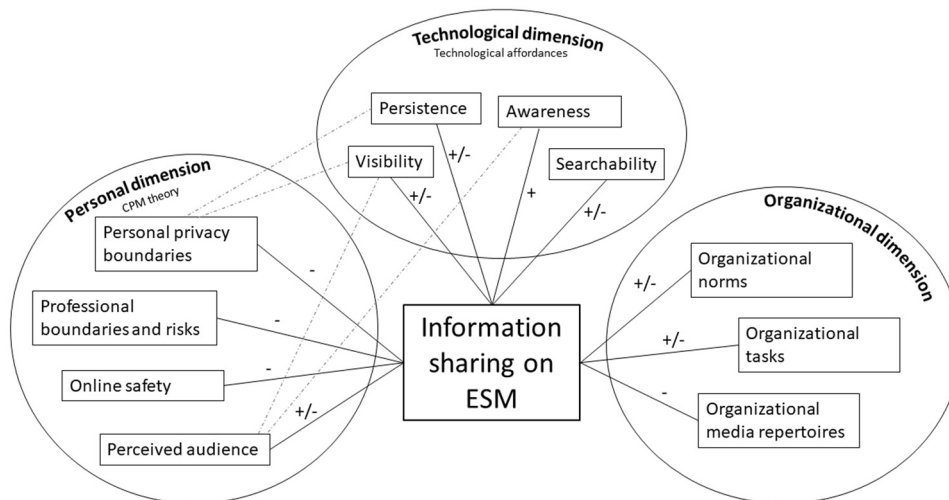 Technological dimension
Technological affordances
Persistence
Awareness
Visibility
Searchability
+/-
+/-
+
+/-
Personal dimension
CPM theory
Personal privacy
boundaries
Professional
boundaries and risks
Online safety
Perceived audience
-
-
-
+/-
Information
sharing on
ESM
Organizational dimension
Organizational
norms
Organizational
tasks
Organizational
media repertoires
+/-
+/-
-